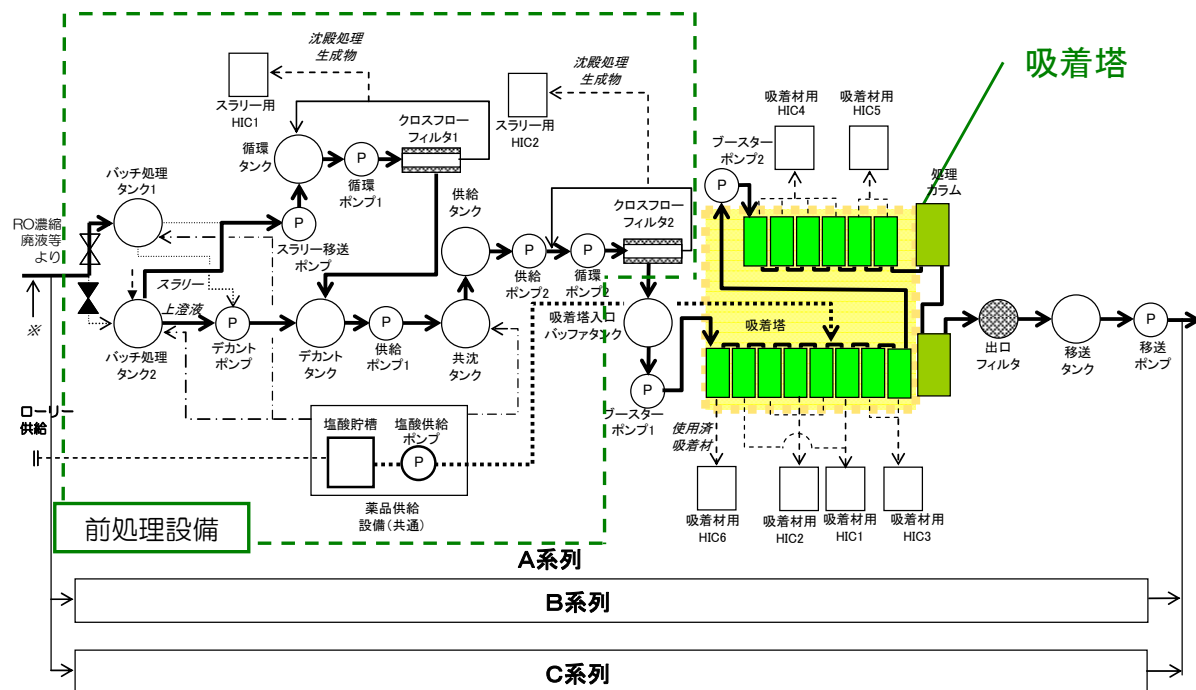 沈殿処理
生成物
スラリー用
HIC1
沈殿処理
生成物
スラリー用
HIC2
吸着塔
吸着材用
HIC4
吸着材用
HIC5
ブースター
ポンプ2
P
処理
カラム
循環
タンク
P
循環
ポンプ1
クロスフロー
フィルタ1
バッチ処理
タンク1
供給
タンク
クロスフロー
フィルタ2
RO濃縮
廃液等
より
P
スラリー移送
ポンプ
P
供給
ポンプ2
P
循環
ポンプ2
※
スラリー
上澄液
バッチ処理
タンク2
P
デカント
ポンプ
デカント
タンク
P
供給
ポンプ1
共沈
タンク
吸着塔入口
バッファタンク
吸着塔
P
ブースター
ポンプ1
出口
フィルタ
移送
タンク
P
移送
ポンプ
ローリー
供給
塩酸貯槽
塩酸供給
ポンプ
P
薬品供給
設備(共通)
使用済
吸着材
吸着材用
HIC6
吸着材用
HIC2
吸着材用
HIC1
吸着材用
HIC3
前処理設備
A系列
B系列
C系列